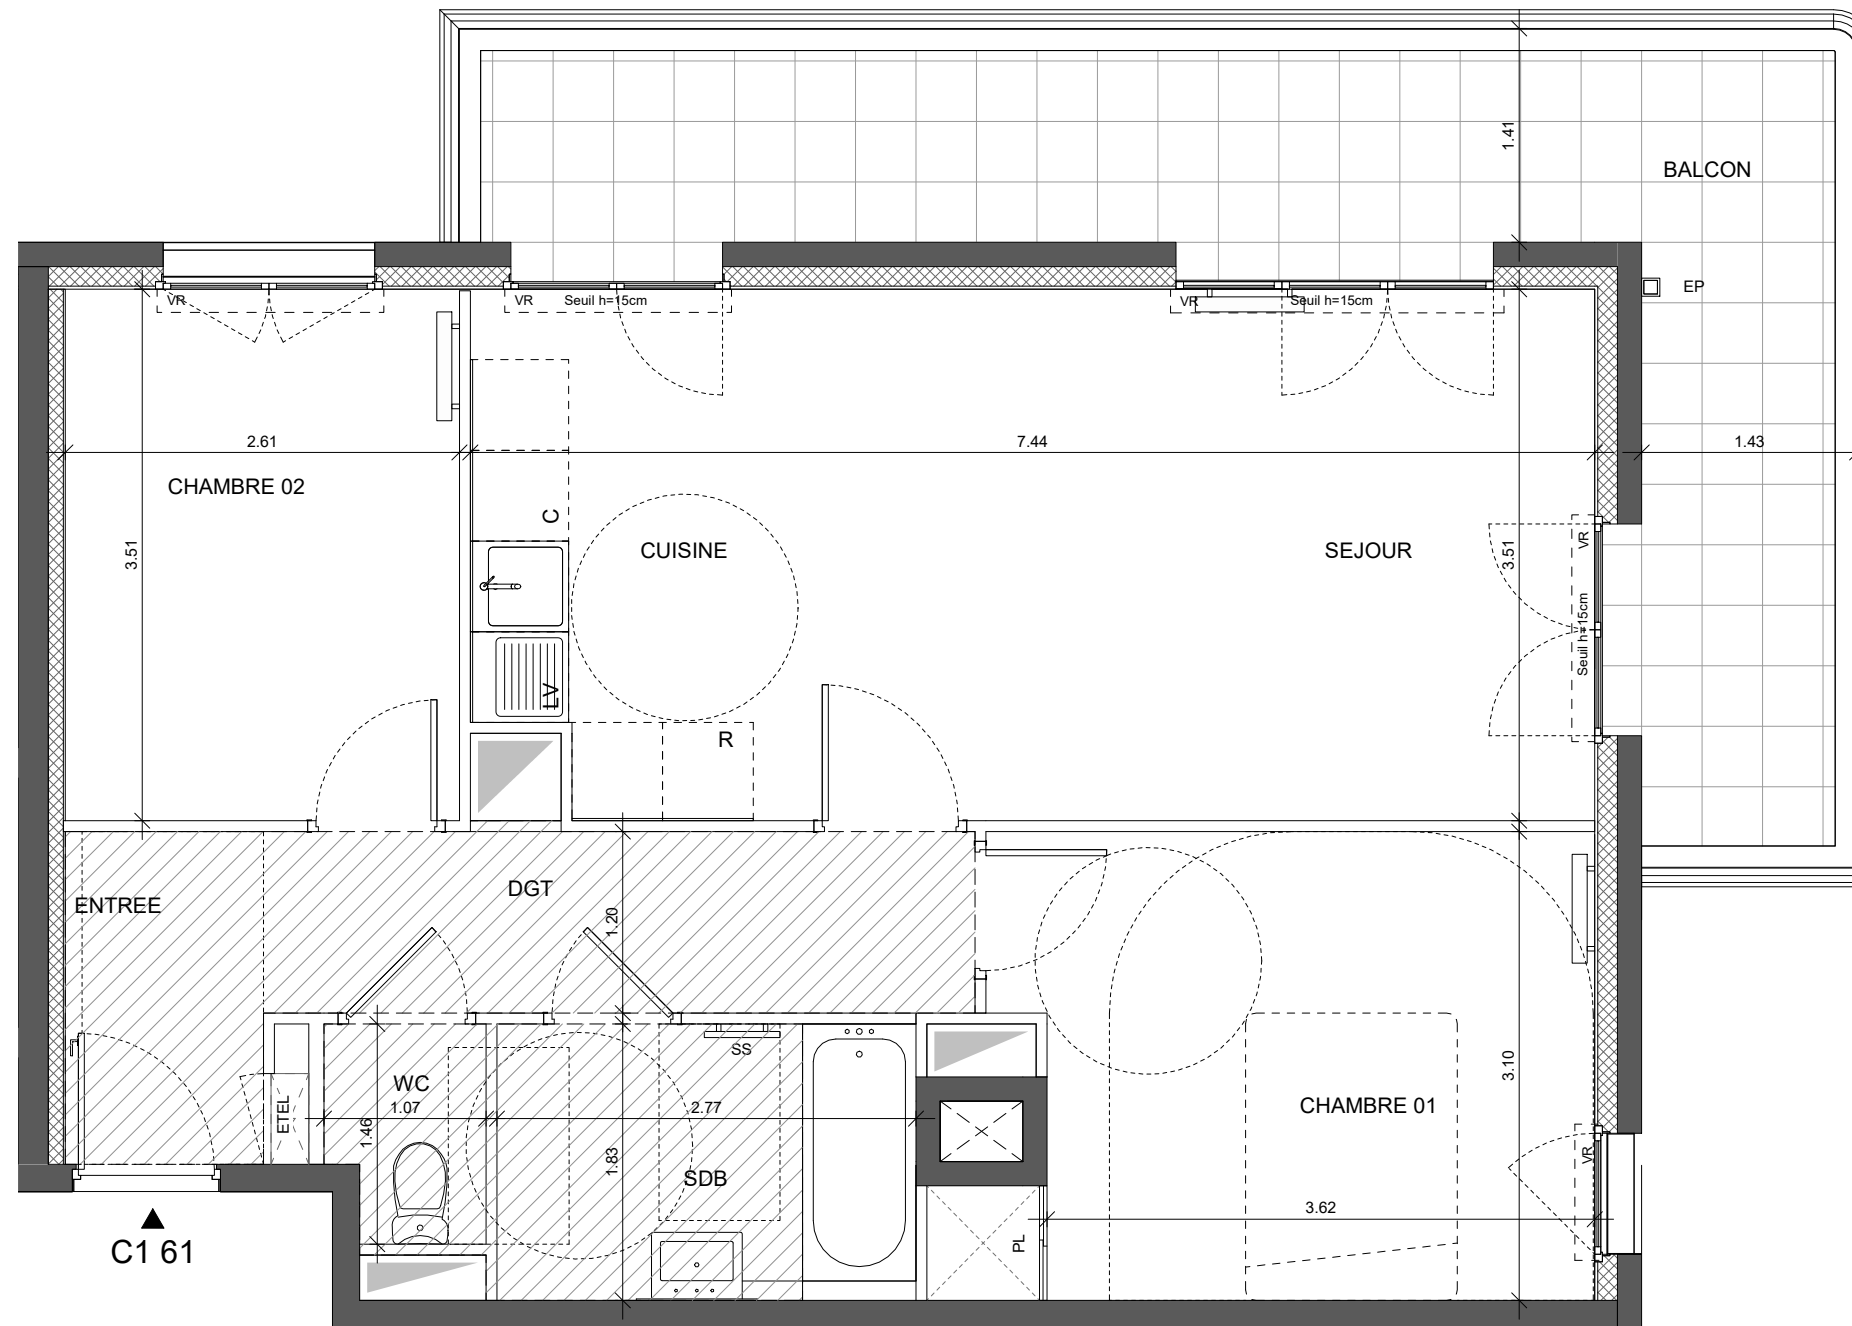 1.41
BALCON
EP
VR
VR
Seuil h=15cm
VR
Seuil h=15cm
2.61
7.44
1.43
CHAMBRE 02
C
3.51
CUISINE
SEJOUR
3.51
VR
Seuil h=15cm
LV
R
ENTREE
DGT
1.20
SS
WC
1.07
1.46
ETEL
2.77
1.83
SDB
3.10
CHAMBRE 01
VR
3.62
PL
C1 61